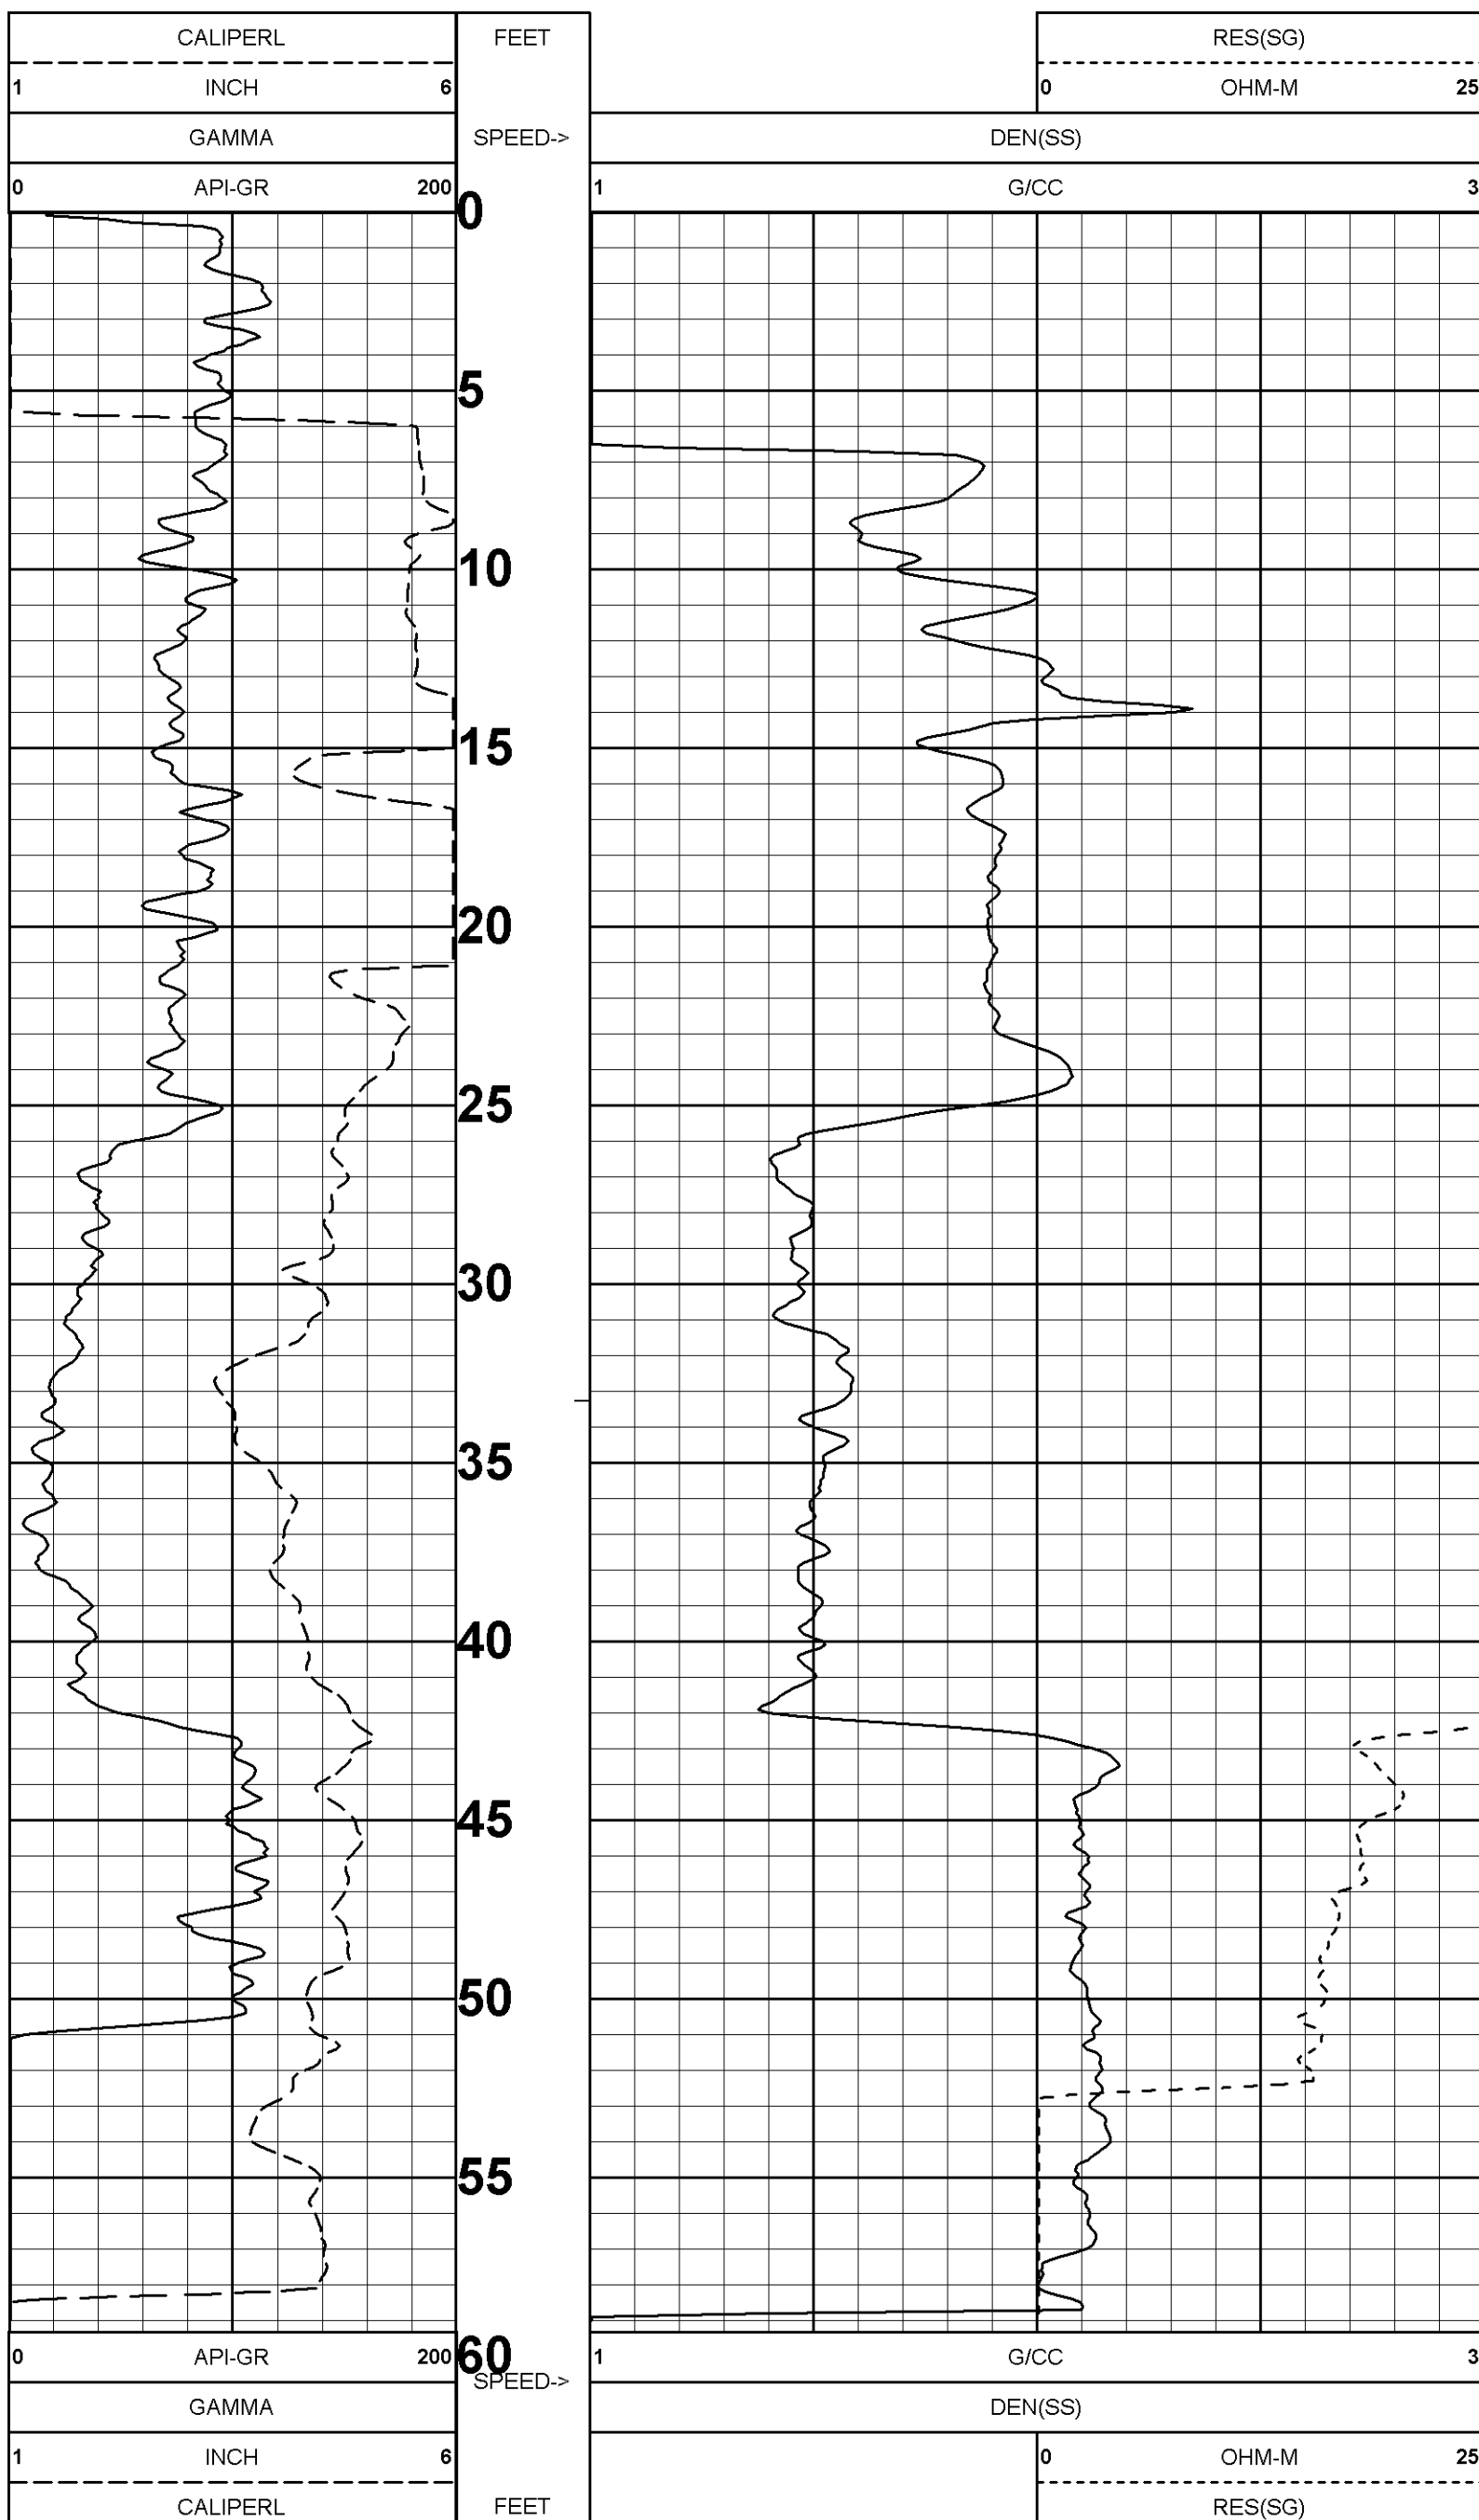 CALIPERL FEET RES(SG)
1 INCH 6 0 OHM-M 25
GAMMA SPEED-> DEN(SS)
0 API-GR 200 1 G/CC 3
0
5
10
15
20
25
30
35
40
45
50
55
60
0 API-GR 200 1 G/CC 3
SPEED->
GAMMA DEN(SS)
1 INCH 6 0 OHM-M 25
CALIPERL FEET RES(SG)